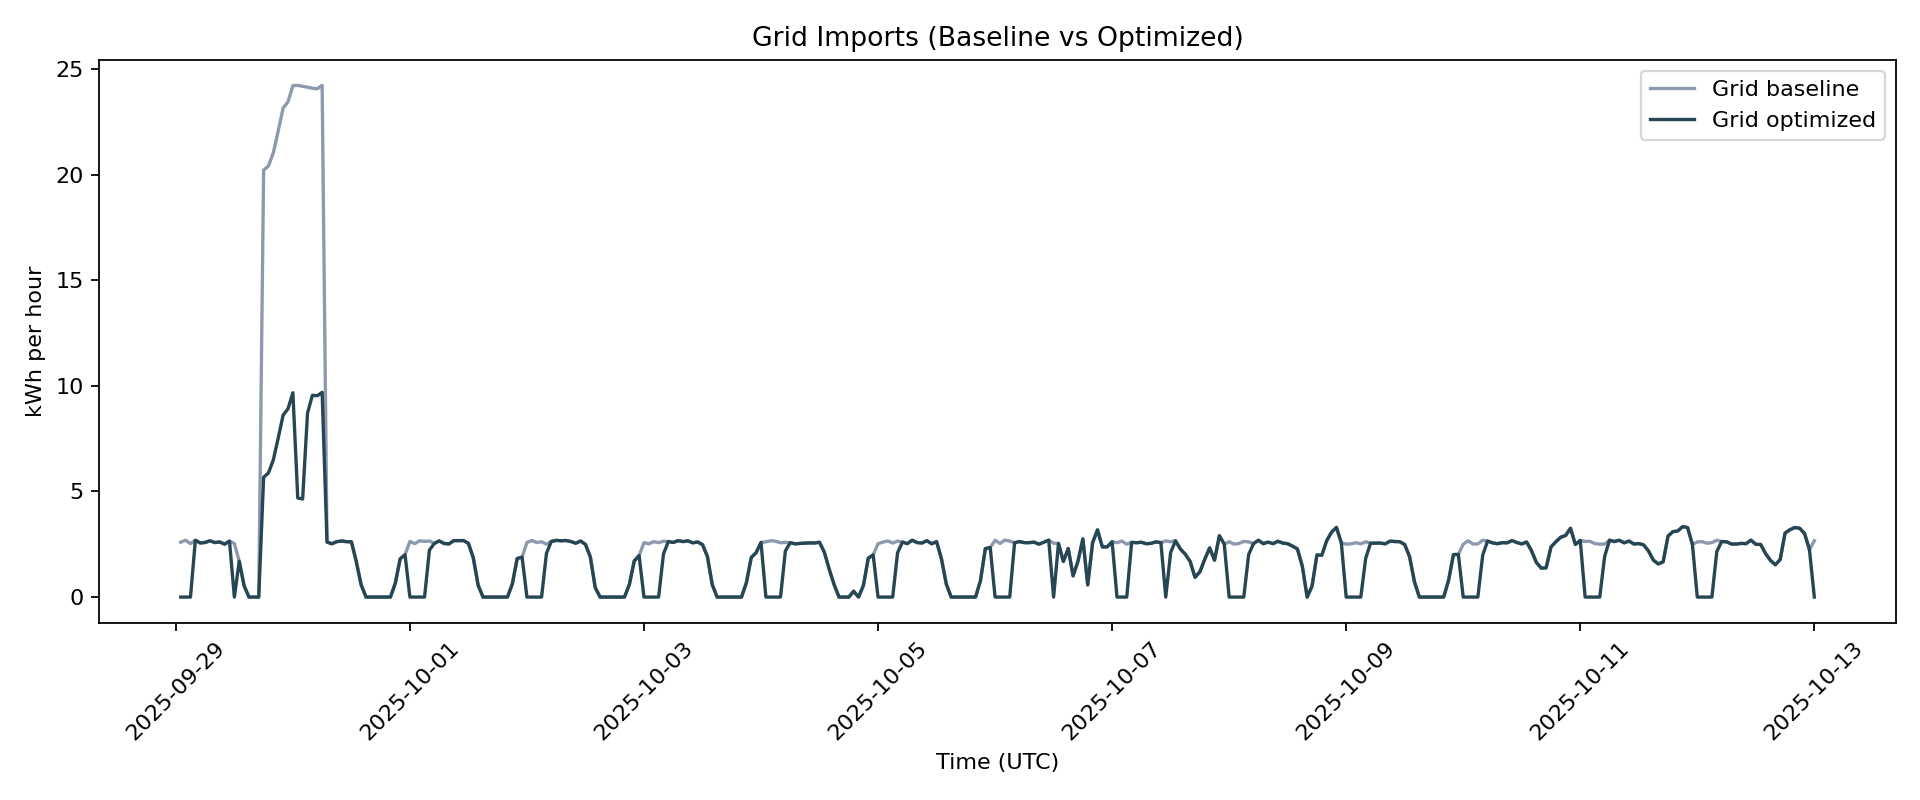 Grid Imports (Baseline vs Optimized)
Grid baseline
Grid optimized
kWh per hour
25
20
15
10
5
0
2025-09-29
2025-10-01
2025-10-03
2025-10-05
2025-10-07
2025-10-09
2025-10-11
2025-10-13
Time (UTC)